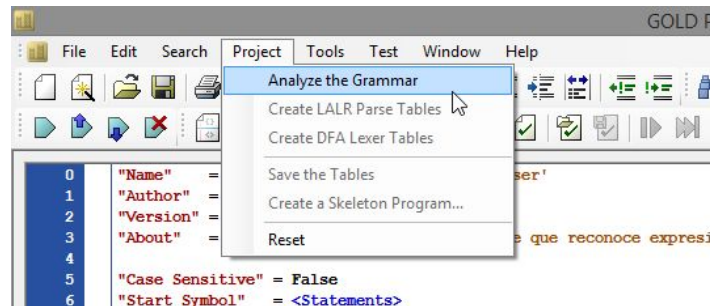 GOLD P
File Edit Search Project Tools Test Window Help
Analyze the Grammar
Create LALR Parse Tables
Create DFA Lexer Tables
Save the Tables
Create a Skeleton Program...
Reset
0 "Name" = ser'
1 "Author" =
2 "Version" =
3 "About" = e que reconoce expresi
4
5 "Case Sensitive" = False
6 "Start Symbol" = <Statements>